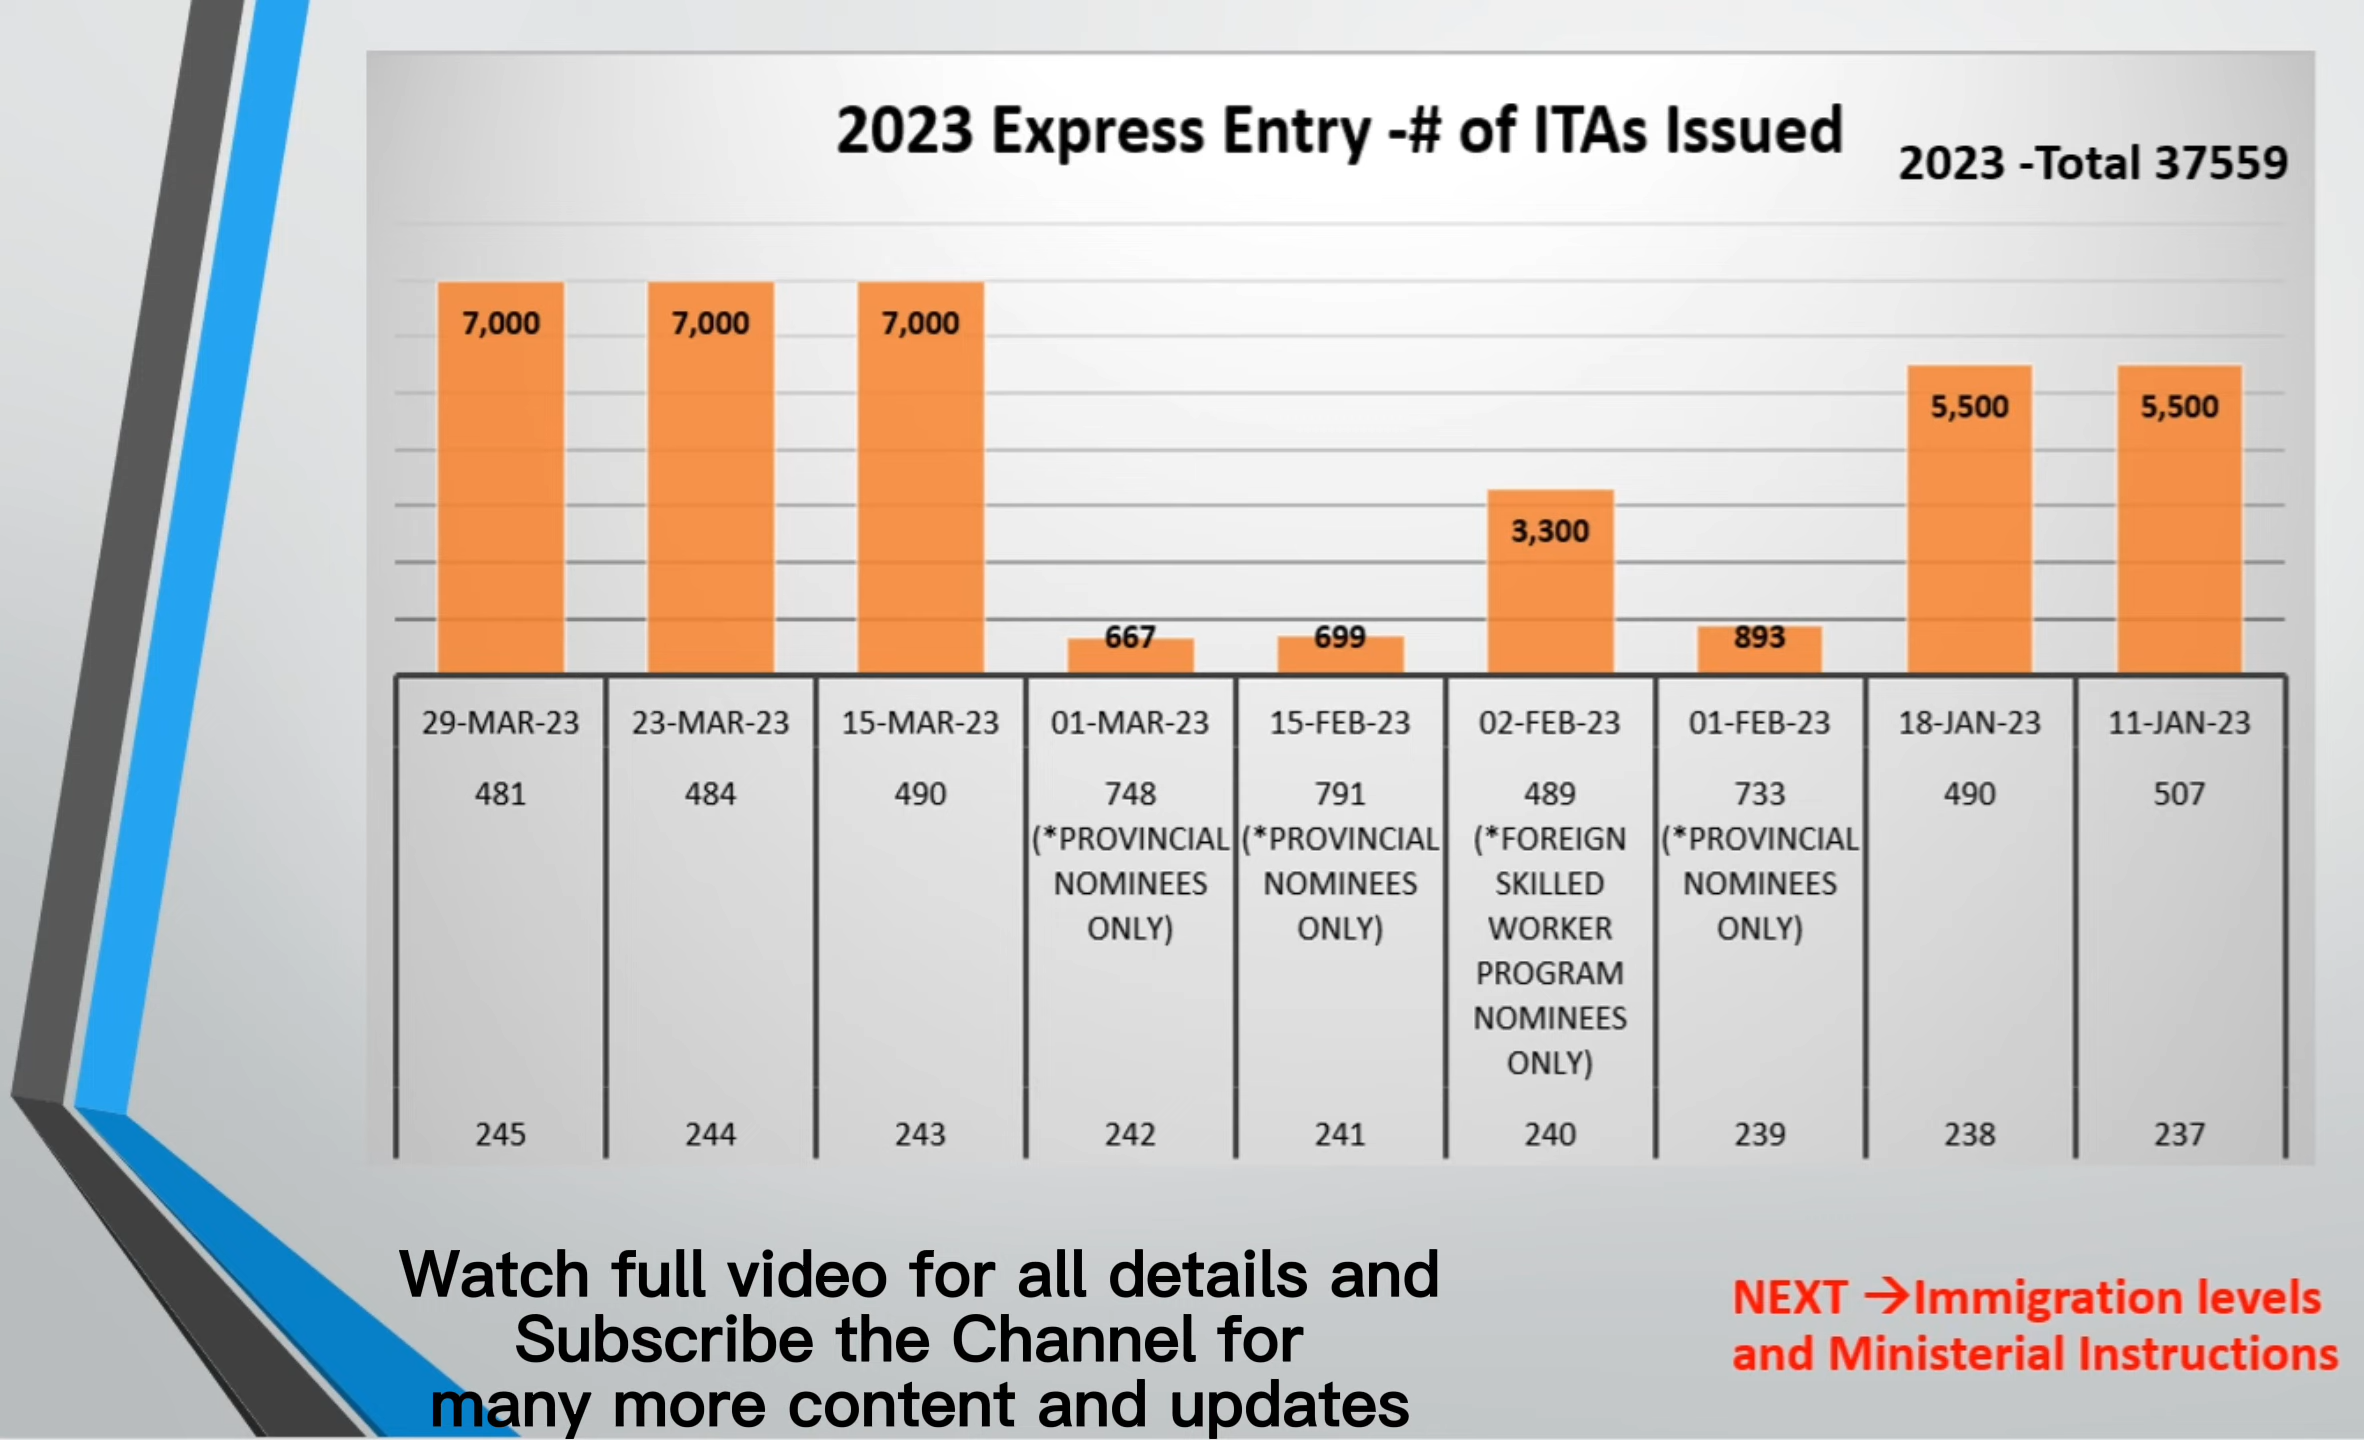 2023 Express Entry -# of ITAs Issued
2023 -Total 37559
7,000 7,000 7,000 667 699 3,300 893 5,500 5,500
29-MAR-23 23-MAR-23 15-MAR-23 01-MAR-23 15-FEB-23 02-FEB-23 01-FEB-23 18-JAN-23 11-JAN-23
481 484 490 748 791 489 733 490 507
(*PROVINCIAL (*PROVINCIAL (*FOREIGN (*PROVINCIAL
NOMINEES NOMINEES SKILLED NOMINEES
ONLY) ONLY) WORKER ONLY)
PROGRAM
NOMINEES
ONLY)
245 244 243 242 241 240 239 238 237
Watch full video for all details and
Subscribe the Channel for
many more content and updates
NEXT →Immigration levels
and Ministerial Instructions